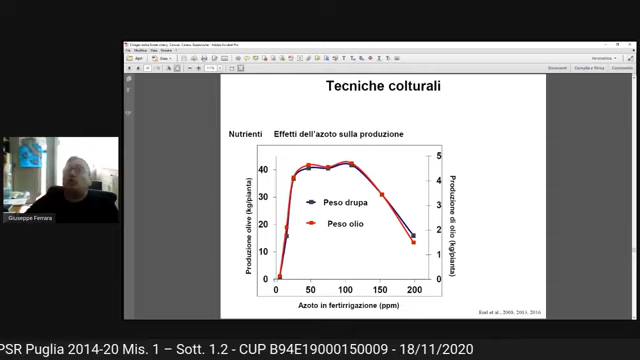 Tecniche colturali
Nutrienti Effetti dell'azoto sulla produzione
Produzione olive (kg/pianta)
40
30
20
10
0
Peso drupa
Peso olio
5
4
3
2
1
0
Produzione di olio (kg/pianta)
0 50 100 150 200
Azoto in fertirrigazione (ppm)
Giuseppe Ferrara
PSR Puglia 2014-20 Mis. 1 – Sott. 1.2 - CUP B94E19000150009 - 18/11/2020